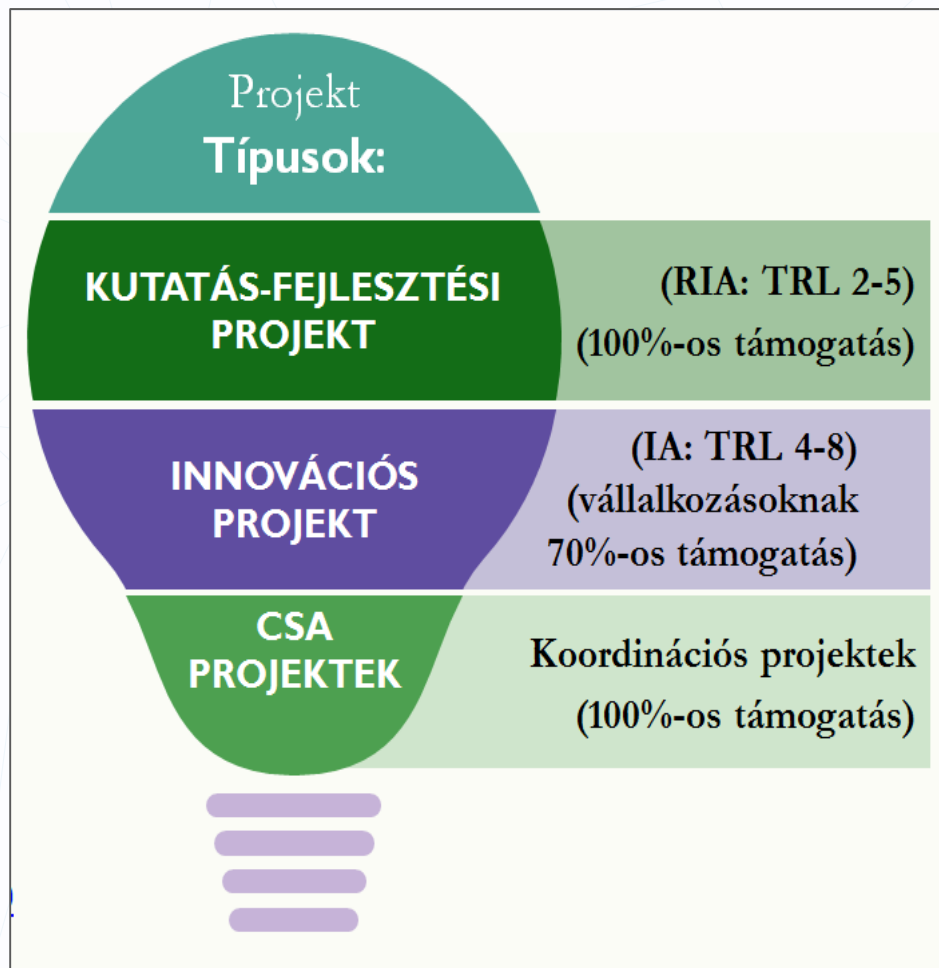 Projekt
Típusok:
KUTATÁS-FEJLESZTÉSI
PROJEKT
(RIA: TRL 2-5)
(100%-os támogatás)
INNOVÁCIÓS
PROJEKT
(IA: TRL 4-8)
(vállalkozásoknak
70%-os támogatás)
CSA
PROJEKTEK
Koordinációs projektek
(100%-os támogatás)